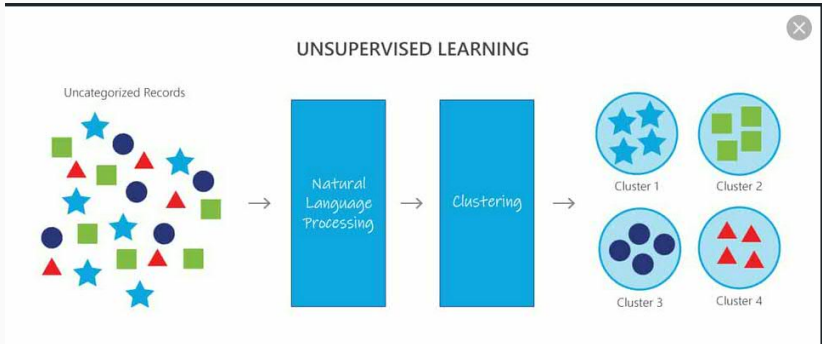 UNSUPERVISED LEARNING
Uncategorized Records
Natural
Language
Processing
Clustering
Cluster 1
Cluster 2
Cluster 3
Cluster 4